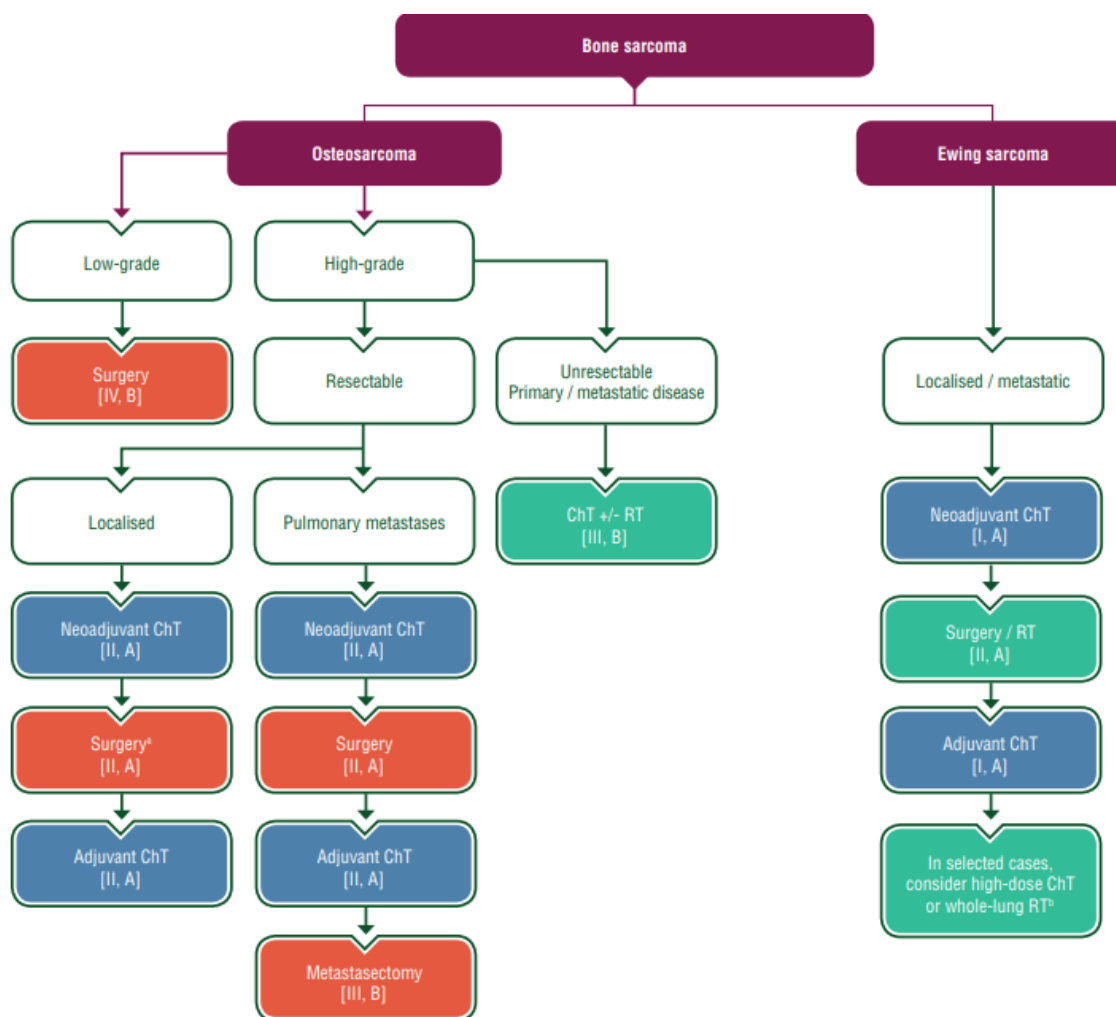 Bone sarcoma
Osteosarcoma
Ewing sarcoma
Low-grade
High-grade
Surgery
[IV, B]
Resectable
Unresectable
Primary / metastatic disease
Localised / metastatic
Localised
Pulmonary metastases
ChT +/- RT
[III, B]
Neoadjuvant ChT
[I, A]
Neoadjuvant ChT
[II, A]
Neoadjuvant ChT
[II, A]
Surgery / RT
[II, A]
Surgeryᵃ
[II, A]
Surgery
[II, A]
Adjuvant ChT
[I, A]
Adjuvant ChT
[II, A]
Adjuvant ChT
[II, A]
In selected cases,
consider high-dose ChT
or whole-lung RTᵇ
Metastasectomy
[III, B]